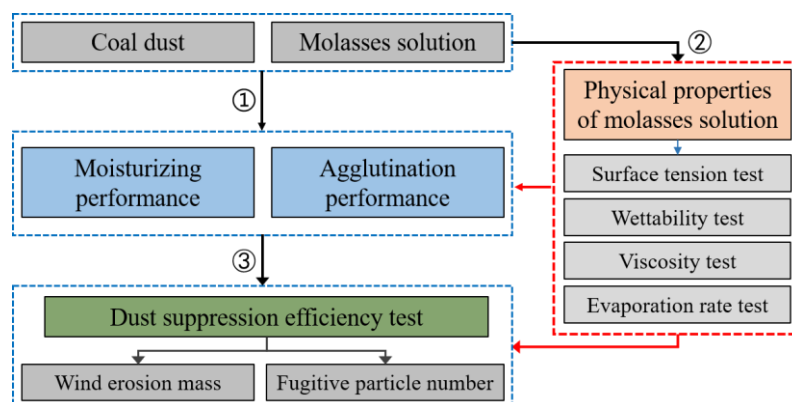 Coal dust
Molasses solution
②
①
Physical properties
of molasses solution
Moisturizing
performance
Agglutination
performance
Surface tension test
Wettability test
Viscosity test
Evaporation rate test
③
Dust suppression efficiency test
Wind erosion mass
Fugitive particle number